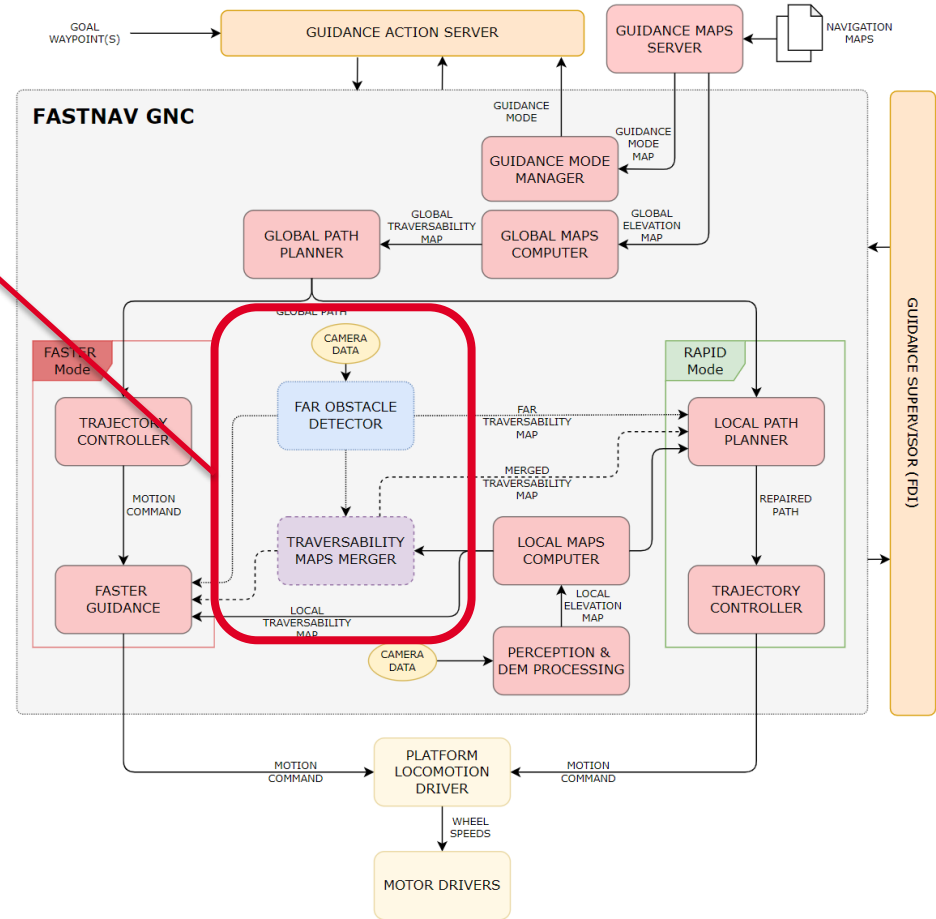 GOAL
WAYPOINT(S)
GUIDANCE ACTION SERVER
GUIDANCE MAPS
SERVER
NAVIGATION
MAPS
FASTNAV GNC
GUIDANCE
MODE
GUIDANCE
MODE
MAP
GUIDANCE MODE
MANAGER
GLOBAL PATH
PLANNER
GLOBAL
TRAVERSABILITY
MAP
GLOBAL MAPS
COMPUTER
GLOBAL
ELEVATION
MAP
GUIDANCE SUPERVISOR (FDI)
GLOBAL PATH
FASTER
Mode
CAMERA
DATA
RAPID
Mode
TRAJECTORY
CONTROLLER
FAR OBSTACLE
DETECTOR
FAR
TRAVERSABILITY
MAP
LOCAL PATH
PLANNER
MERGED
TRAVERSABILITY
MAP
MOTION
COMMAND
REPAIRED
PATH
TRAVERSABILITY
MAPS MERGER
LOCAL MAPS
COMPUTER
FASTER
GUIDANCE
LOCAL
TRAVERSABILITY
MAP
LOCAL
ELEVATION
MAP
TRAJECTORY
CONTROLLER
CAMERA
DATA
PERCEPTION &
DEM PROCESSING
MOTION
COMMAND
PLATFORM
LOCOMOTION
DRIVER
MOTION
COMMAND
WHEEL
SPEEDS
MOTOR DRIVERS